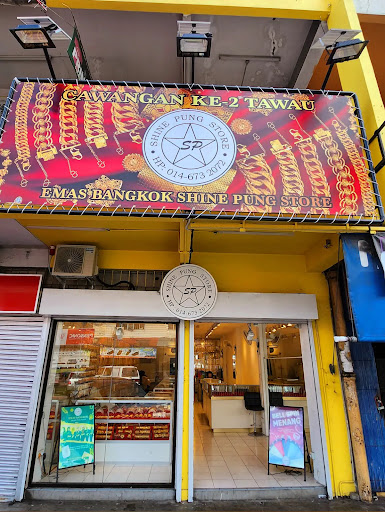 CAWANGAN KE-2 TAWAU
SHINE PUNG STORE
SP
HP. 014-673 2072
EMAS BANGKOK SHINE PUNG STORE
SHINE PUNG STORE
SP
MENANG